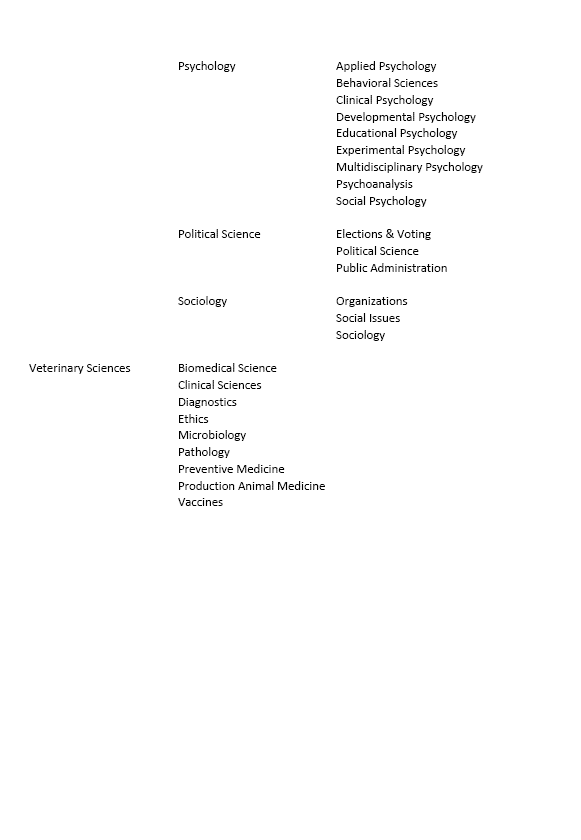 Psychology Applied Psychology
Behavioral Sciences
Clinical Psychology
Developmental Psychology
Educational Psychology
Experimental Psychology
Multidisciplinary Psychology
Psychoanalysis
Social Psychology
Political Science Elections & Voting
Political Science
Public Administration
Sociology Organizations
Social Issues
Sociology
Veterinary Sciences Biomedical Science
Clinical Sciences
Diagnostics
Ethics
Microbiology
Pathology
Preventive Medicine
Production Animal Medicine
Vaccines